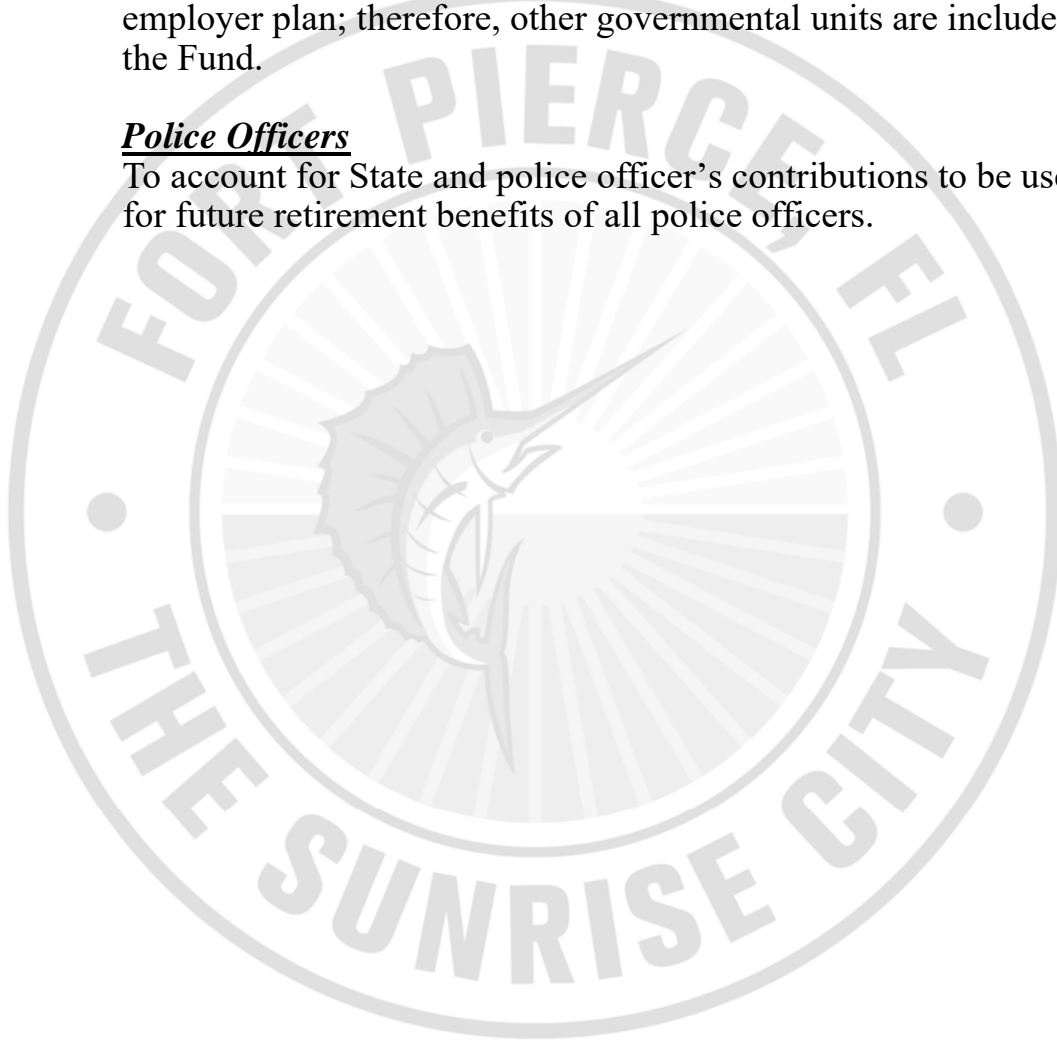 employer plan; therefore, other governmental units are include
the Fund.
Police Officers
To account for State and police officer’s contributions to be use
for future retirement benefits of all police officers.
FORT PIERCE, FL
THE SUNRISE CITY